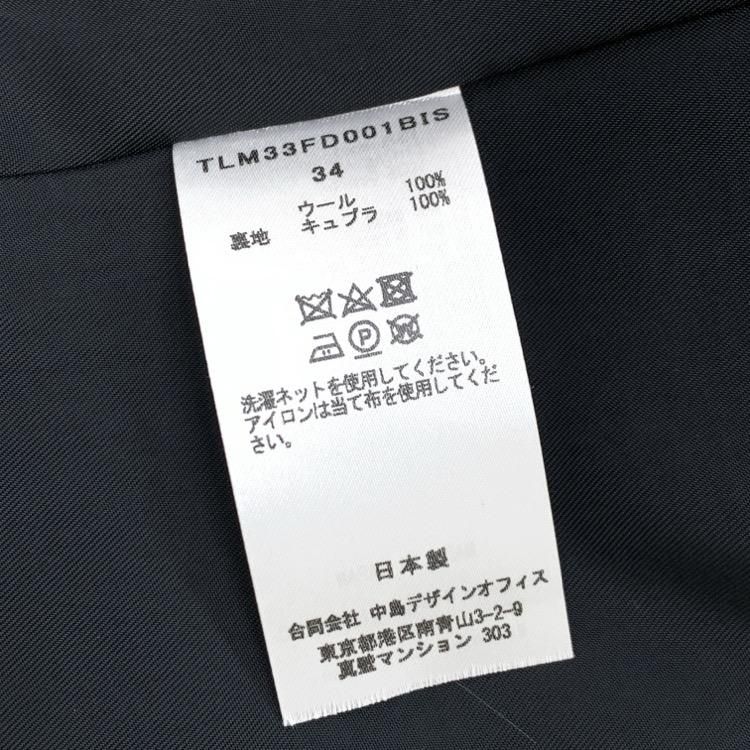 TLM33FD001BIS
34
ウール 100%
裏地 キュプラ 100%
P
W
洗濯ネットを使用してください。
アイロンは当て布を使用してくだ
さい。
日本製
合同会社 中島デザインオフィス
東京都港区南青山3-2-9
真壁マンション 303